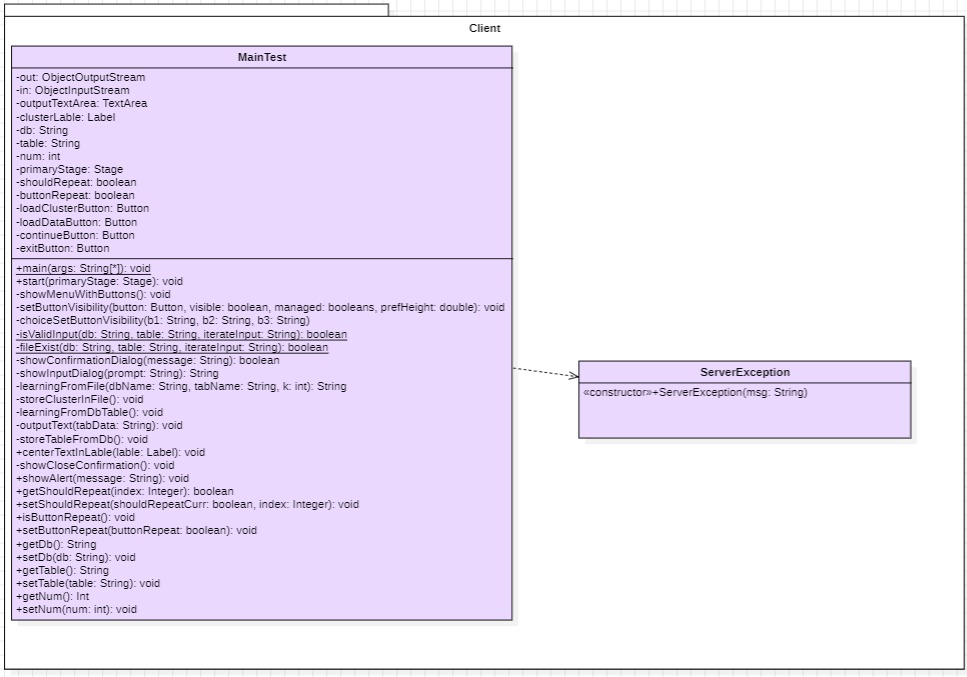 Client
MainTest
-out: ObjectOutputStream
-in: ObjectInputStream
-outputTextArea: TextArea
-clusterLable: Label
-db: String
-table: String
-num: int
-primaryStage: Stage
-shouldRepeat: boolean
-buttonRepeat: boolean
-loadClusterButton: Button
-loadDataButton: Button
-continueButton: Button
-exitButton: Button
+main(args: String[*]): void
+start(primaryStage: Stage): void
-showMenuWithButtons(): void
-setButtonVisibility(button: Button, visible: boolean, managed: booleans, prefHeight: double): void
-choiceSetButtonVisibility(b1: String, b2: String, b3: String)
-isValidInput(db: String, table: String, iterateInput: String): boolean
-fileExist(db: String, table: String, iterateInput: String): boolean
-showConfirmationDialog(message: String): boolean
-showInputDialog(prompt: String): String
-learningFromFile(dbName: String, tabName: String, k: int): String
-storeClusterInFile(): void
-learningFromDbTable(): void
-outputText(tabData: String): void
-storeTableFromDb(): void
+centerTextInLable(lable: Label): void
-showCloseConfirmation(): void
+showAlert(message: String): void
+getShouldRepeat(index: Integer): boolean
+setShouldRepeat(shouldRepeatCurr: boolean, index: Integer): void
+isButtonRepeat(): void
+setButtonRepeat(buttonRepeat: boolean): void
+getDb(): String
+setDb(db: String): void
+getTable(): String
+setTable(table: String): void
+getNum(): Int
+setNum(num: int): void
ServerException
«constructor»+ServerException(msg: String)